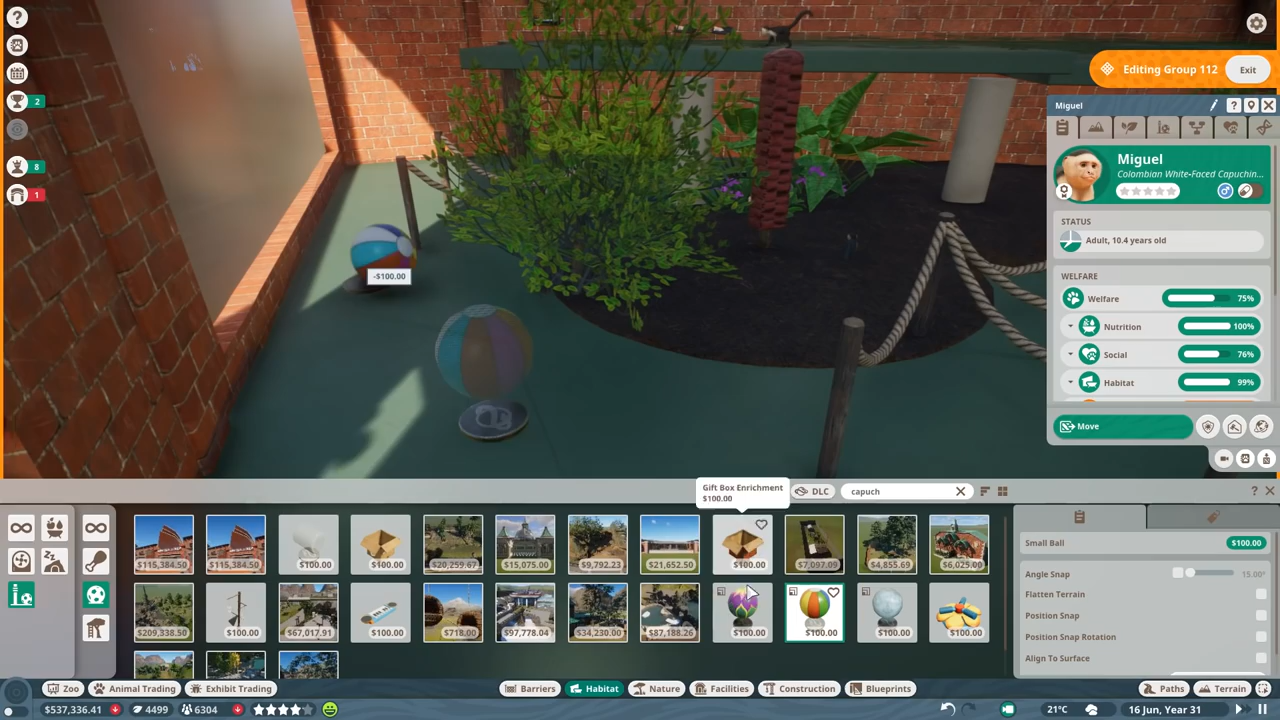 ?
2
8
1
-$100.00
Editing Group 112
Exit
Miguel
?
Miguel
Colombian White-Faced Capuchin...
STATUS
Adult, 10.4 years old
WELFARE
Welfare
75%
Nutrition
100%
Social
76%
Habitat
99%
Move
Gift Box Enrichment
$100.00
DLC
capuch
?
$115,384.50
$115,384.50
$100.00
$100.00
$20,259.67
$15,075.00
$9,792.23
$21,652.50
$100.00
$7,097.09
$4,855.69
$6,025.00
$209,338.50
$100.00
$67,017.91
$100.00
$718.00
$97,778.04
$34,230.00
$87,188.26
$100.00
$100.00
$100.00
$100.00
Small Ball
$100.00
Angle Snap
15.00°
Flatten Terrain
Position Snap
Position Snap Rotation
Align To Surface
Zoo
Animal Trading
Exhibit Trading
Barriers
Habitat
Nature
Facilities
Construction
Blueprints
Paths
Terrain
$537,336.41
4499
6304
21°C
16 Jun, Year 31